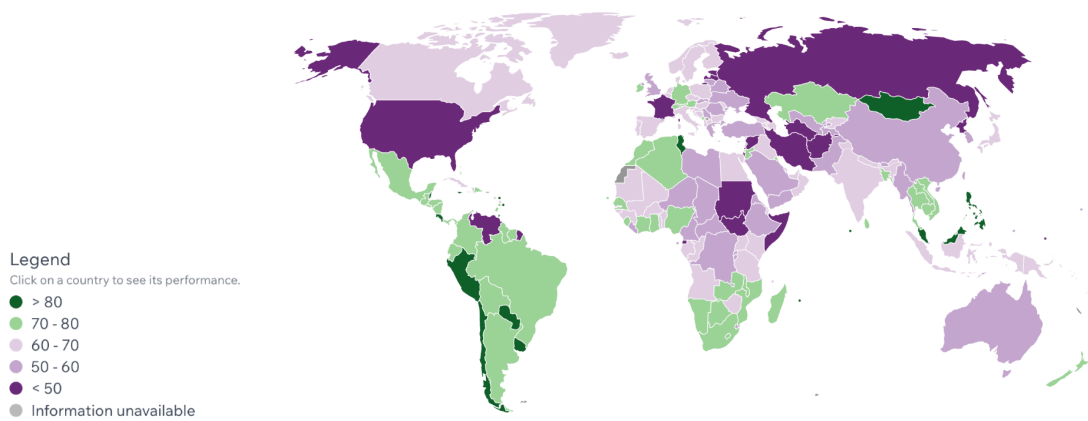 Legend
Click on a country to see its performance.
> 80
70 - 80
60 - 70
50 - 60
< 50
Information unavailable